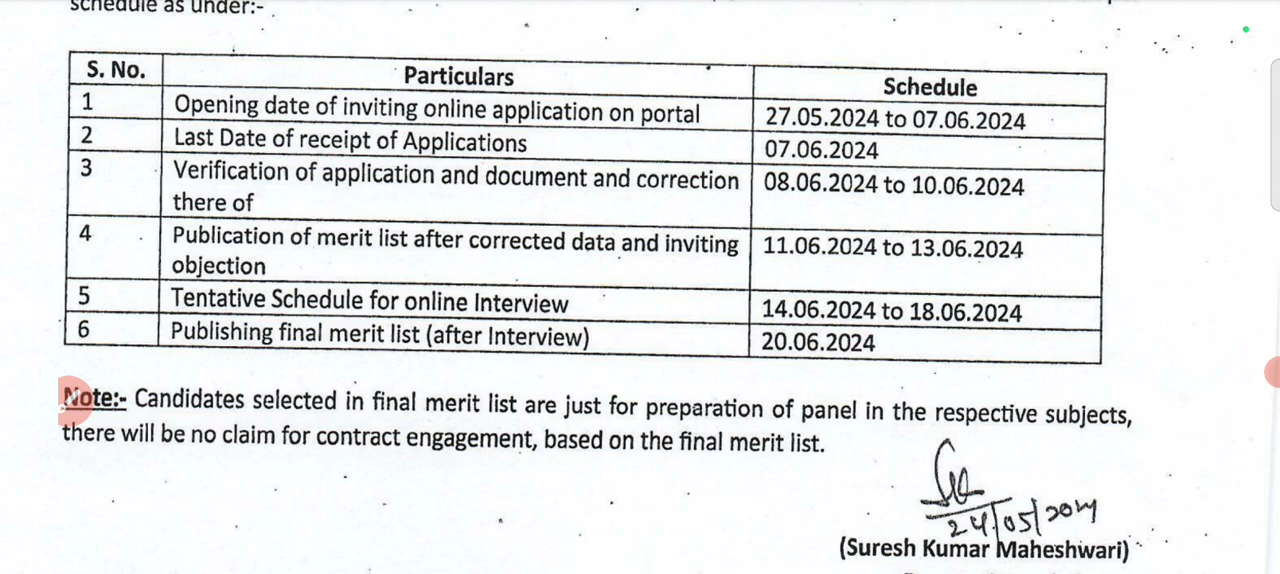 schedule as under:-
S. No. Particulars Schedule
1 Opening date of inviting online application on portal 27.05.2024 to 07.06.2024
2 Last Date of receipt of Applications 07.06.2024
3 Verification of application and document and correction 08.06.2024 to 10.06.2024
there of
4 Publication of merit list after corrected data and inviting 11.06.2024 to 13.06.2024
objection
5 Tentative Schedule for online Interview 14.06.2024 to 18.06.2024
6 Publishing final merit list (after Interview) 20.06.2024
Note:- Candidates selected in final merit list are just for preparation of panel in the respective subjects,
there will be no claim for contract engagement, based on the final merit list.
24/05/2024
(Suresh Kumar Maheshwari)